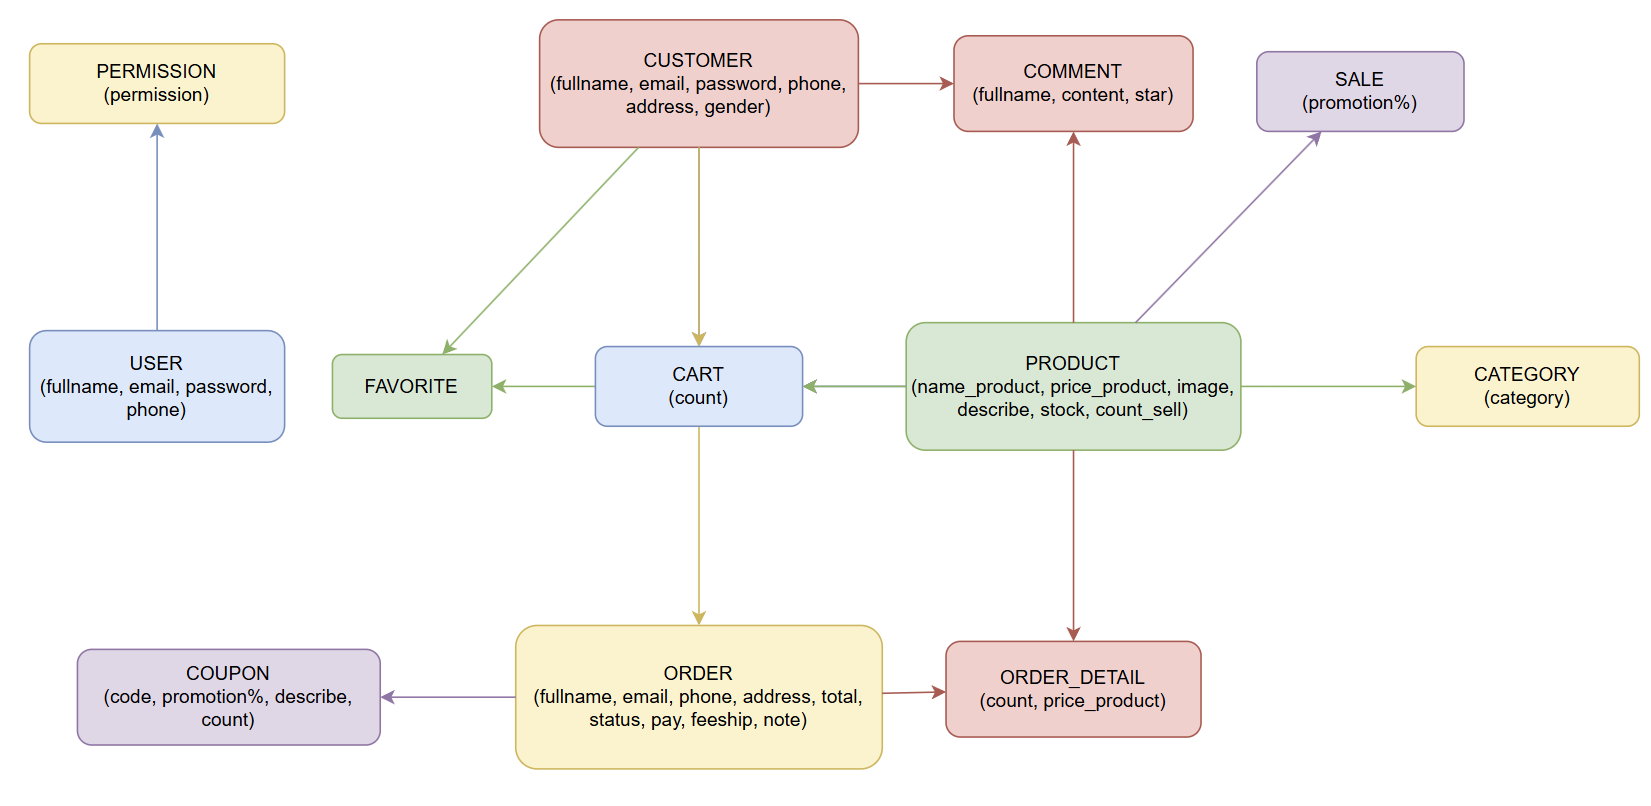 PERMISSION
(permission)
CUSTOMER
(fullname, email, password, phone,
address, gender)
COMMENT
(fullname, content, star)
SALE
(promotion%)
USER
(fullname, email, password,
phone)
FAVORITE
CART
(count)
PRODUCT
(name_product, price_product, image,
describe, stock, count_sell)
CATEGORY
(category)
COUPON
(code, promotion%, describe,
count)
ORDER
(fullname, email, phone, address, total,
status, pay, feeship, note)
ORDER_DETAIL
(count, price_product)